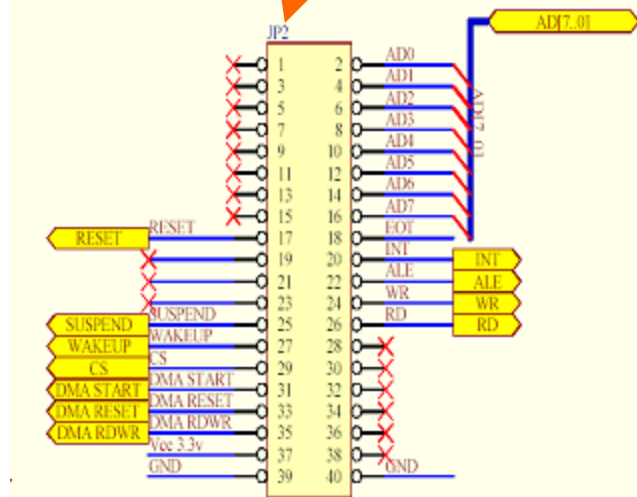 JP2
AD[7..0]
1 2 AD0
3 4 AD1
5 6 AD2
7 8 AD3
9 10 AD4
11 12 AD5
13 14 AD6
15 16 AD7
AD[7..0]
RESET RESET 17 18 EOT
19 20 INT INT
21 22 ALE ALE
23 24 WR WR
SUSPEND SUSPEND 25 26 RD RD
WAKEUP WAKEUP 27 28
CS CS 29 30
DMA START DMA START 31 32
DMA RESET DMA RESET 33 34
DMA RDWR DMA RDWR 35 36
Vcc 3.3v 37 38
GND 39 40 GND